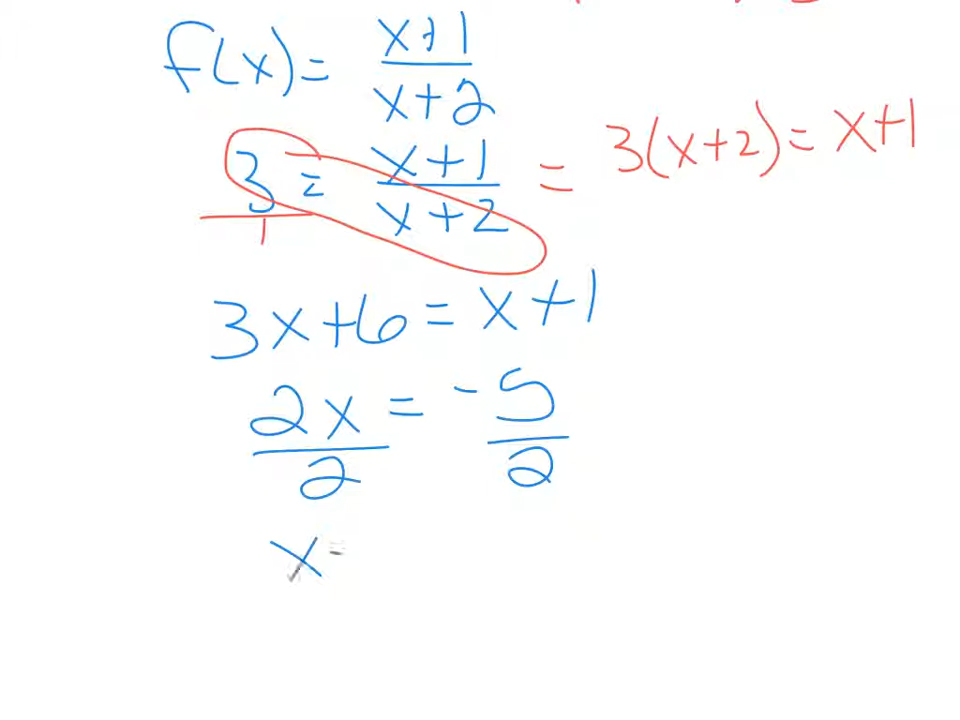 f(x) = x+1
x+2
3 = x+1 = 3(x+2) = x+1
1 x+2
3x+6 = x+1
2x = -5
2 2
x =